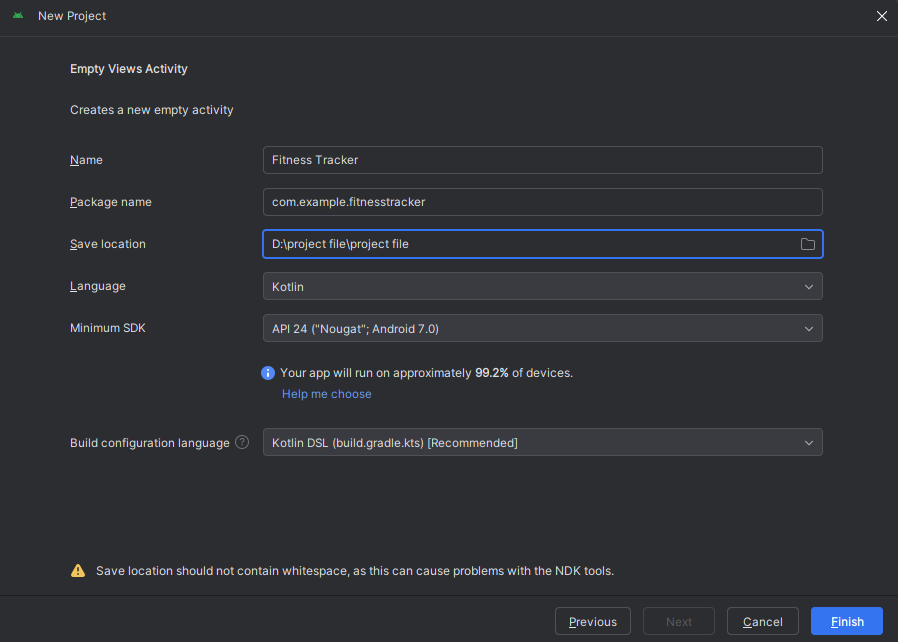 New Project
Empty Views Activity
Creates a new empty activity
Name
Fitness Tracker
Package name
com.example.fitnesstracker
Save location
D:\project file\project file
Language
Kotlin
Minimum SDK
API 24 ("Nougat"; Android 7.0)
Your app will run on approximately 99.2% of devices.
Help me choose
Build configuration language ?
Kotlin DSL (build.gradle.kts) [Recommended]
Save location should not contain whitespace, as this can cause problems with the NDK tools.
Previous
Next
Cancel
Finish